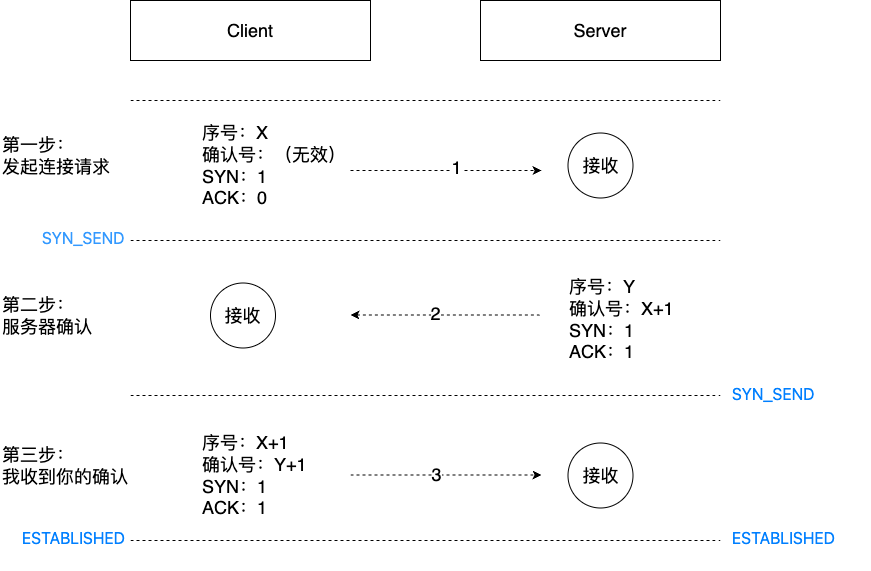 Client
Server
第一步：
发起连接请求
序号：X
确认号：（无效）
SYN：1
ACK：0
1
接收
SYN_SEND
第二步：
服务器确认
接收
2
序号：Y
确认号：X+1
SYN：1
ACK：1
SYN_SEND
第三步：
我收到你的确认
序号：X+1
确认号：Y+1
SYN：1
ACK：1
3
接收
ESTABLISHED
ESTABLISHED